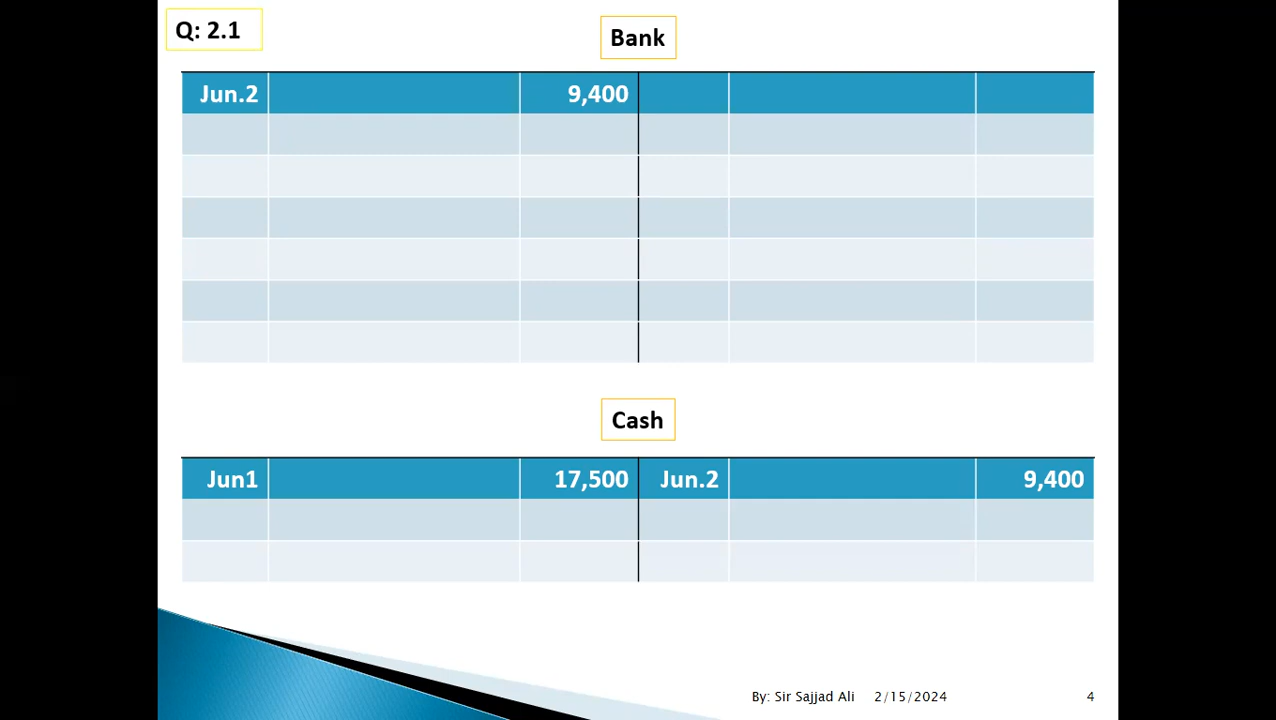 Q: 2.1
Bank
Jun.2 9,400
Cash
Jun1 17,500 Jun.2 9,400
By: Sir Sajjad Ali 2/15/2024 4